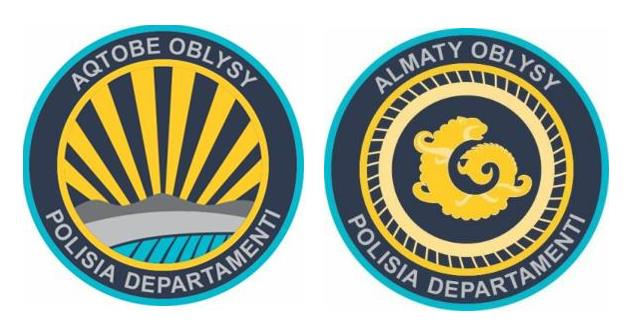 AQTOBE OBLYSY
POLISIA DEPARTAMENTI
ALMATY OBLYSY
POLISIA DEPARTAMENTI